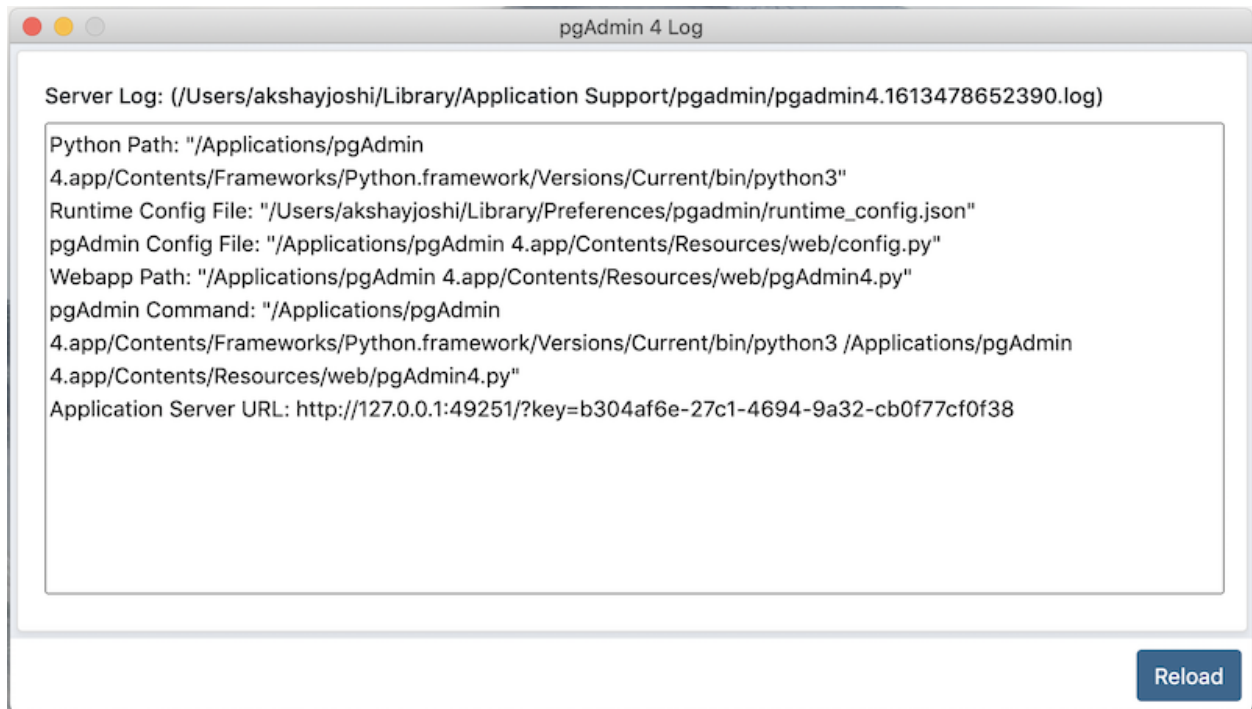 pgAdmin 4 Log
Server Log: (/Users/akshayjoshi/Library/Application Support/pgadmin/pgadmin4.1613478652390.log)
Python Path: "/Applications/pgAdmin
4.app/Contents/Frameworks/Python.framework/Versions/Current/bin/python3"
Runtime Config File: "/Users/akshayjoshi/Library/Preferences/pgadmin/runtime_config.json"
pgAdmin Config File: "/Applications/pgAdmin 4.app/Contents/Resources/web/config.py"
Webapp Path: "/Applications/pgAdmin 4.app/Contents/Resources/web/pgAdmin4.py"
pgAdmin Command: "/Applications/pgAdmin
4.app/Contents/Frameworks/Python.framework/Versions/Current/bin/python3 /Applications/pgAdmin
4.app/Contents/Resources/web/pgAdmin4.py"
Application Server URL: http://127.0.0.1:49251/?key=b304af6e-27c1-4694-9a32-cb0f77cf0f38
Reload